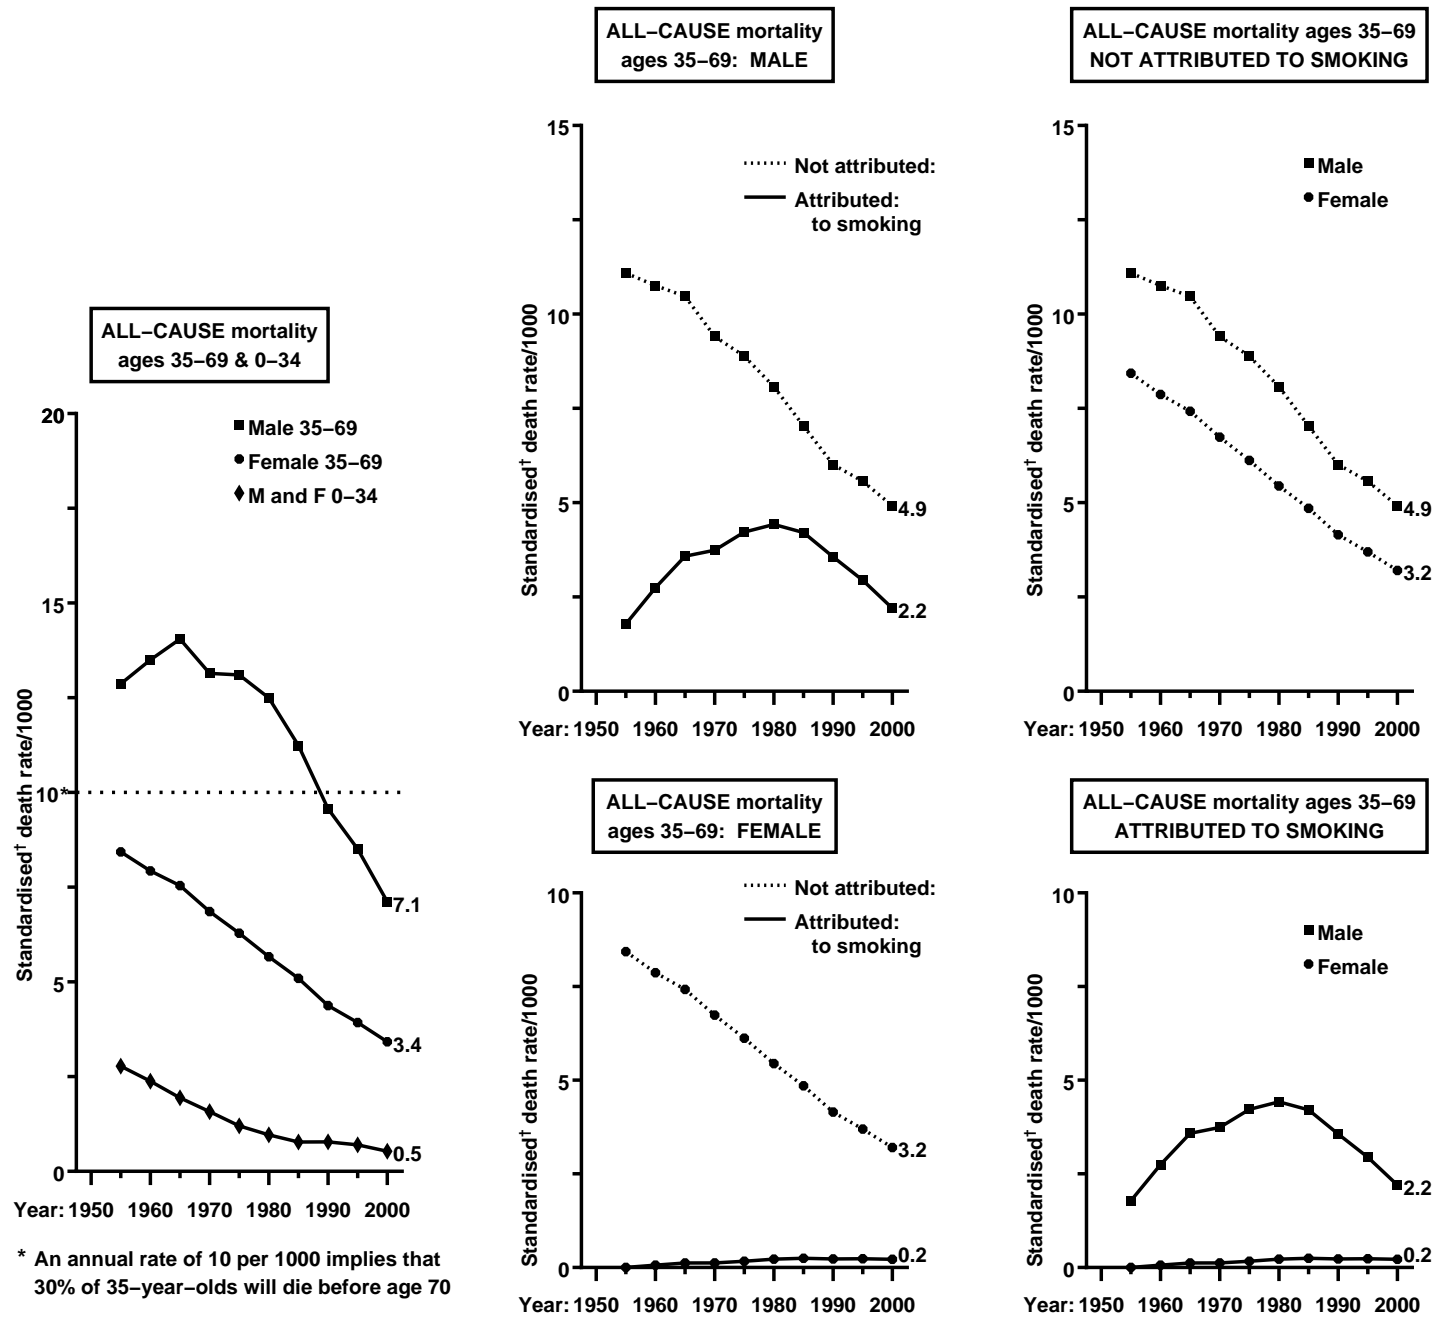 ALL–CAUSE mortality
ages 35–69 & 0–34
Male 35–69
Female 35–69
M and F 0–34
Standardised† death rate/1000
20
15
10*
5
0
7.1
3.4
0.5
Year: 1950 1960 1970 1980 1990 2000
* An annual rate of 10 per 1000 implies that
30% of 35–year–olds will die before age 70
ALL–CAUSE mortality
ages 35–69: MALE
Not attributed:
Attributed:
to smoking
Standardised† death rate/1000
15
10
5
0
4.9
2.2
Year: 1950 1960 1970 1980 1990 2000
ALL–CAUSE mortality ages 35–69
NOT ATTRIBUTED TO SMOKING
Male
Female
Standardised† death rate/1000
15
10
5
0
4.9
3.2
Year: 1950 1960 1970 1980 1990 2000
ALL–CAUSE mortality
ages 35–69: FEMALE
Not attributed:
Attributed:
to smoking
Standardised† death rate/1000
10
5
0
3.2
0.2
Year: 1950 1960 1970 1980 1990 2000
ALL–CAUSE mortality ages 35–69
ATTRIBUTED TO SMOKING
Male
Female
Standardised† death rate/1000
10
5
0
2.2
0.2
Year: 1950 1960 1970 1980 1990 2000